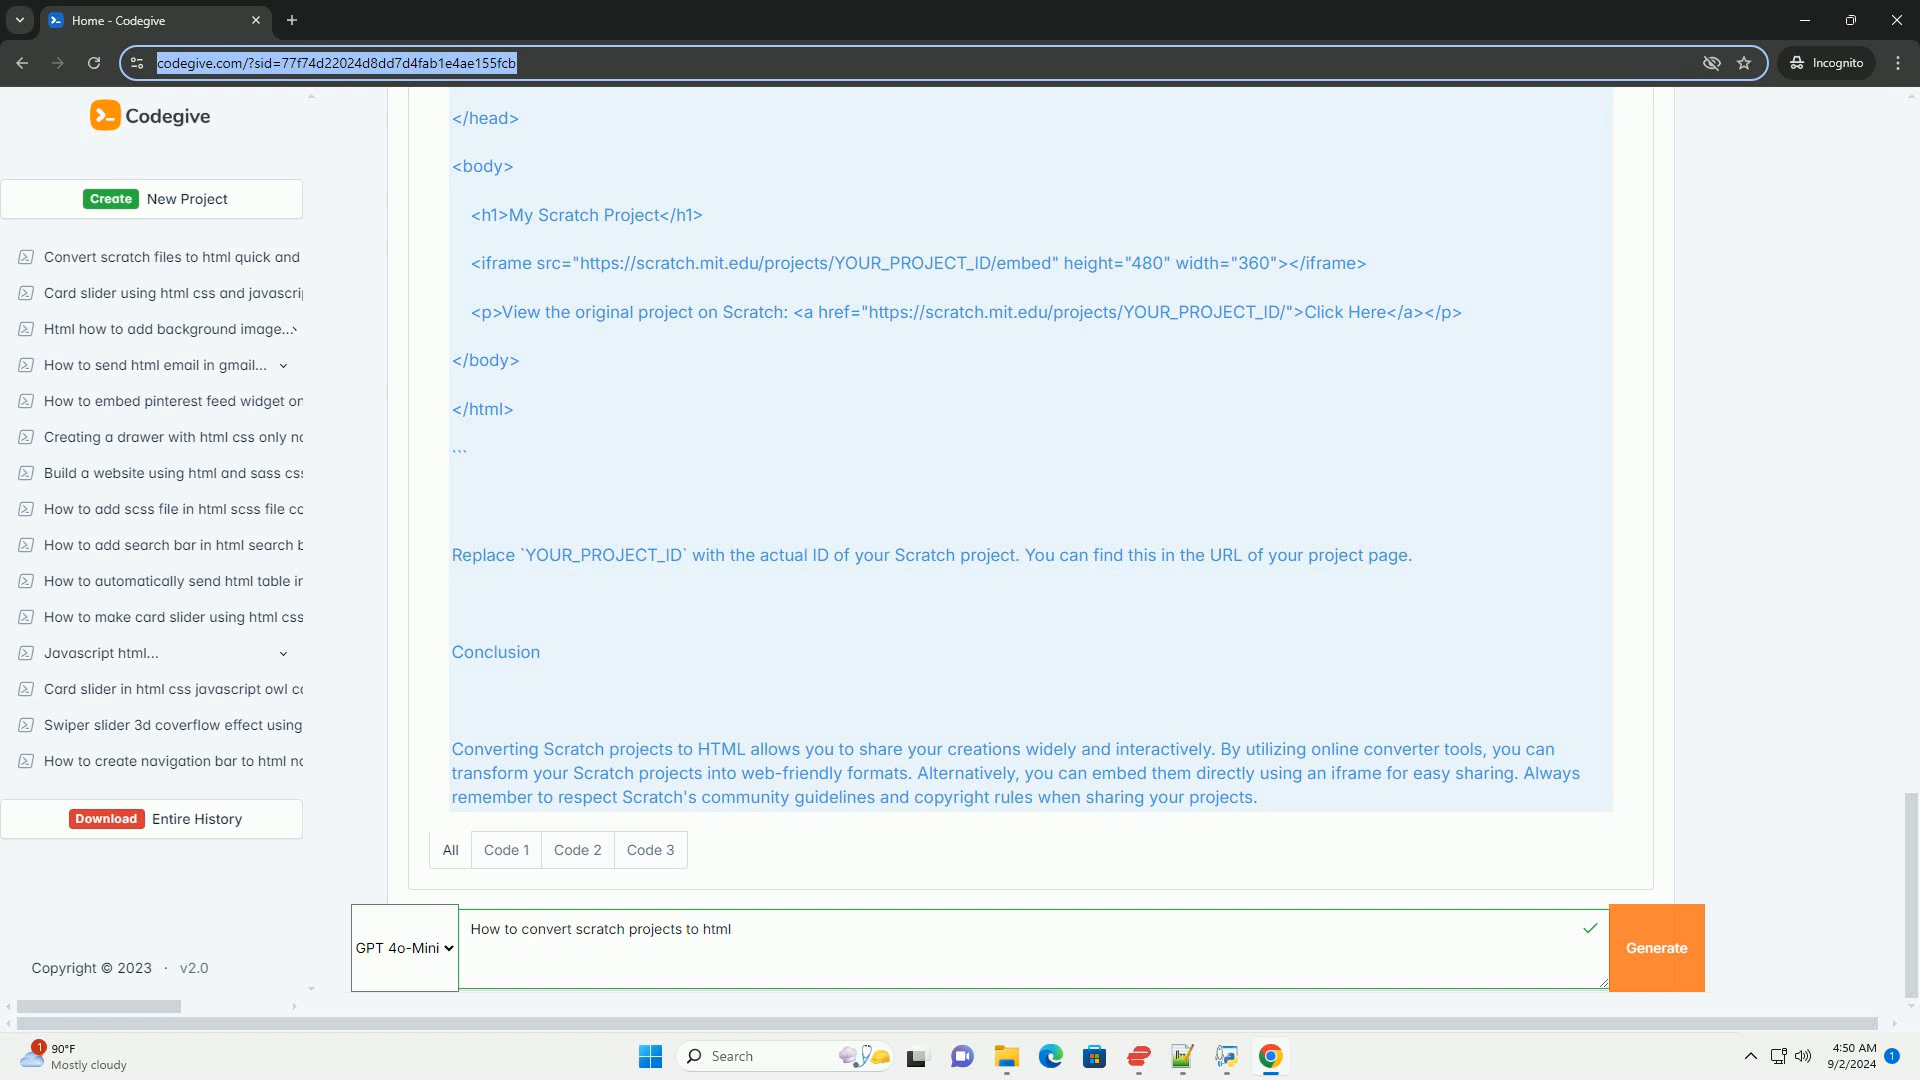 Home - Codegive
codegive.com/?sid=77f74d22024d8dd7d4fab1e4ae155fcb
Incognito
Codegive
Create New Project
Convert scratch files to html quick and
Card slider using html css and javascri
Html how to add background image...
How to send html email in gmail...
How to embed pinterest feed widget on
Creating a drawer with html css only no
Build a website using html and sass css
How to add scss file in html scss file co
How to add search bar in html search b
How to automatically send html table in
How to make card slider using html css
Javascript html...
Card slider in html css javascript owl ca
Swiper slider 3d coverflow effect using
How to create navigation bar to html no
Download Entire History
Copyright © 2023 · v2.0
</head>
<body>
<h1>My Scratch Project</h1>
<iframe src="https://scratch.mit.edu/projects/YOUR_PROJECT_ID/embed" height="480" width="360"></iframe>
<p>View the original project on Scratch: <a href="https://scratch.mit.edu/projects/YOUR_PROJECT_ID/">Click Here</a></p>
</body>
</html>
```
Replace `YOUR_PROJECT_ID` with the actual ID of your Scratch project. You can find this in the URL of your project page.
Conclusion
Converting Scratch projects to HTML allows you to share your creations widely and interactively. By utilizing online converter tools, you can
transform your Scratch projects into web-friendly formats. Alternatively, you can embed them directly using an iframe for easy sharing. Always
remember to respect Scratch's community guidelines and copyright rules when sharing your projects.
All Code 1 Code 2 Code 3
GPT 4o-Mini
How to convert scratch projects to html
Generate
1
90°F
Mostly cloudy
Search
4:50 AM
9/2/2024
1